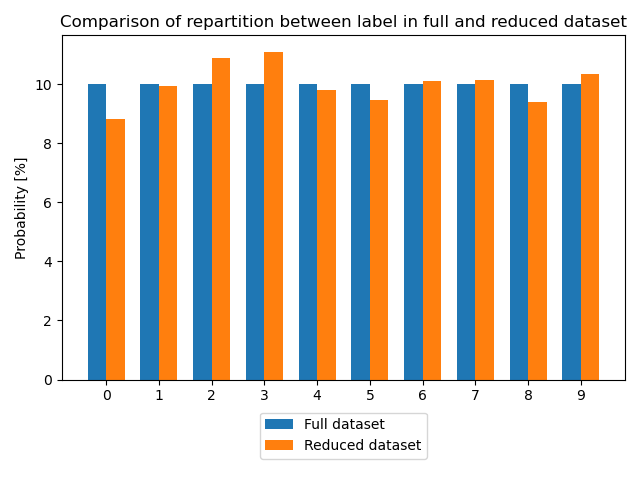 Comparison of repartition between label in full and reduced dataset
Probability [%]
10
8
6
4
2
0
0 1 2 3 4 5 6 7 8 9
Full dataset
Reduced dataset